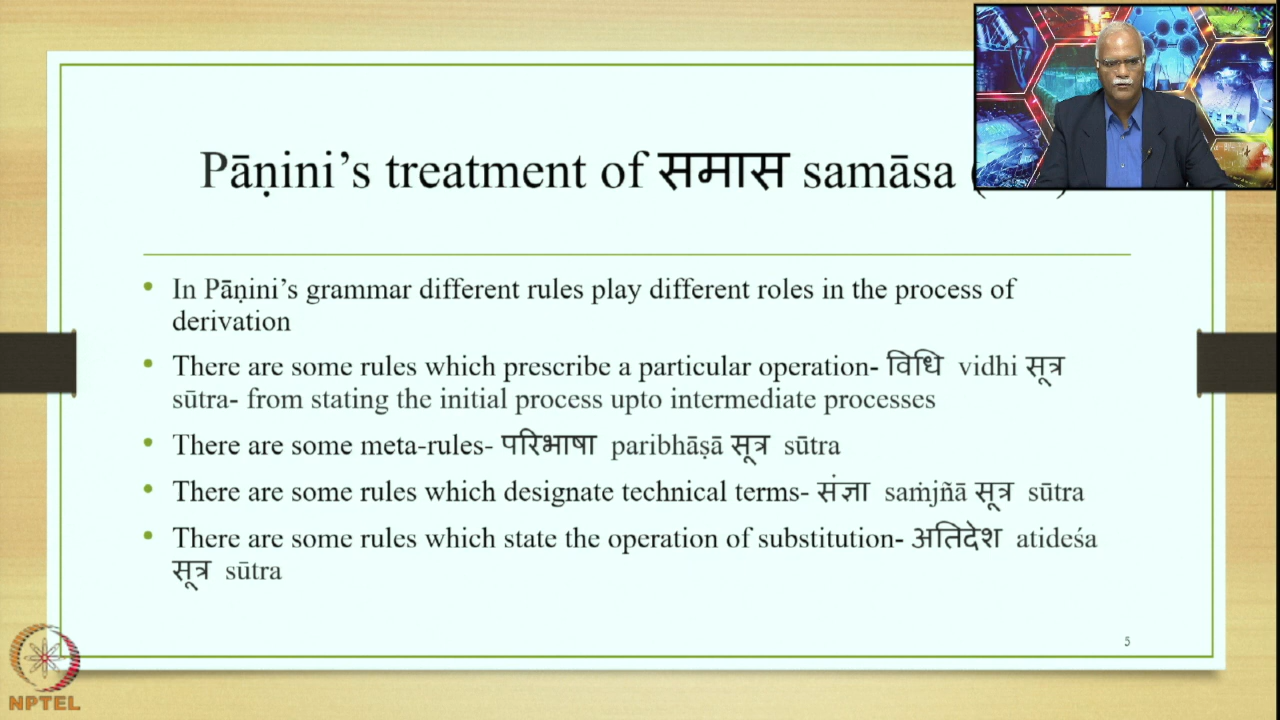 Pāṇini’s treatment of समास samāsa
• In Pāṇini’s grammar different rules play different roles in the process of
derivation
• There are some rules which prescribe a particular operation- विधि vidhi सूत्र
sūtra- from stating the initial process upto intermediate processes
• There are some meta-rules- परिभाषा paribhāṣā सूत्र sūtra
• There are some rules which designate technical terms- संज्ञा saṁjñā सूत्र sūtra
• There are some rules which state the operation of substitution- अतिदेश atideśa
सूत्र sūtra
5
NPTEL